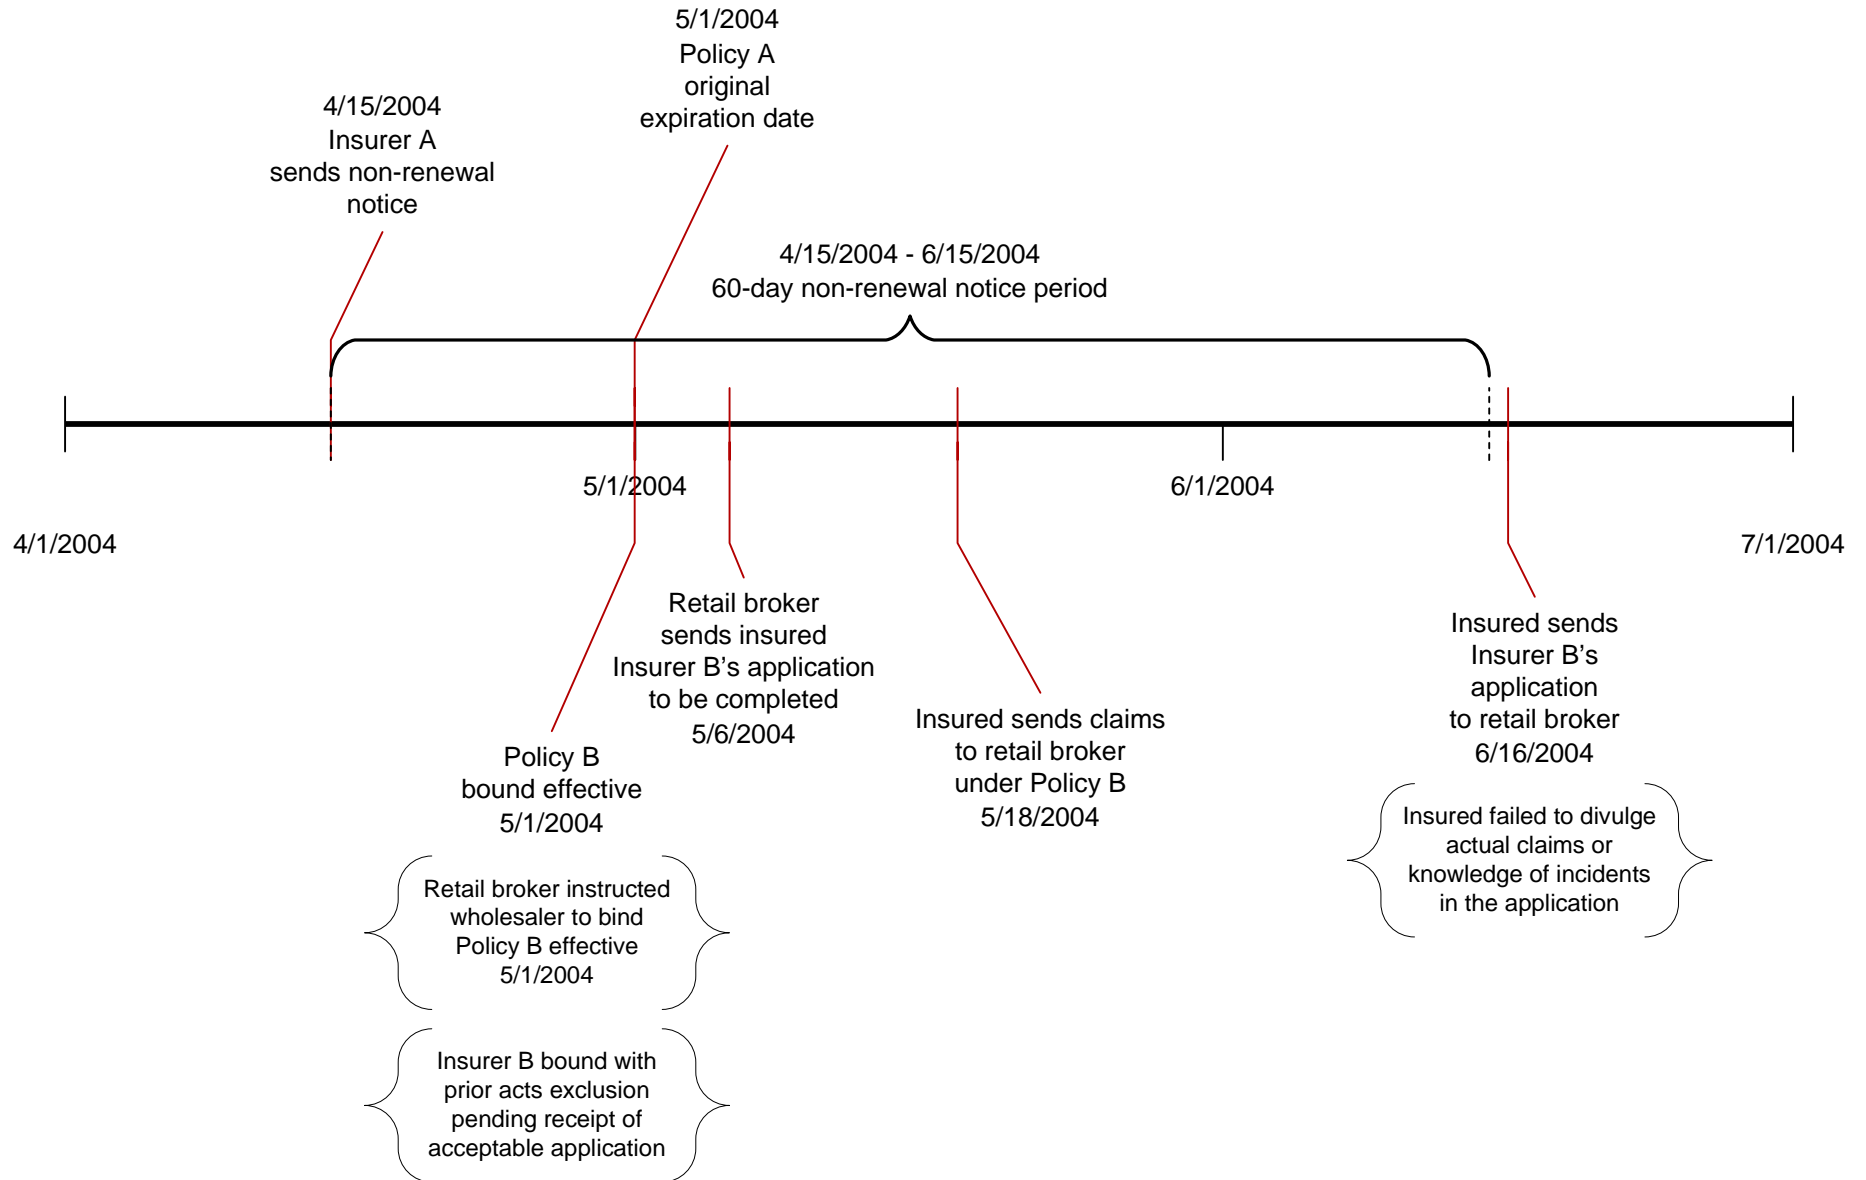 5/1/2004
Policy A
original
expiration date
4/15/2004
Insurer A
sends non-renewal
notice
4/15/2004 - 6/15/2004
60-day non-renewal notice period
5/1/2004
6/1/2004
4/1/2004
7/1/2004
Policy B
bound effective
5/1/2004
Retail broker instructed
wholesaler to bind
Policy B effective
5/1/2004
Insurer B bound with
prior acts exclusion
pending receipt of
acceptable application
Retail broker
sends insured
Insurer B’s application
to be completed
5/6/2004
Insured sends claims
to retail broker
under Policy B
5/18/2004
Insured sends
Insurer B’s
application
to retail broker
6/16/2004
Insured failed to divulge
actual claims or
knowledge of incidents
in the application